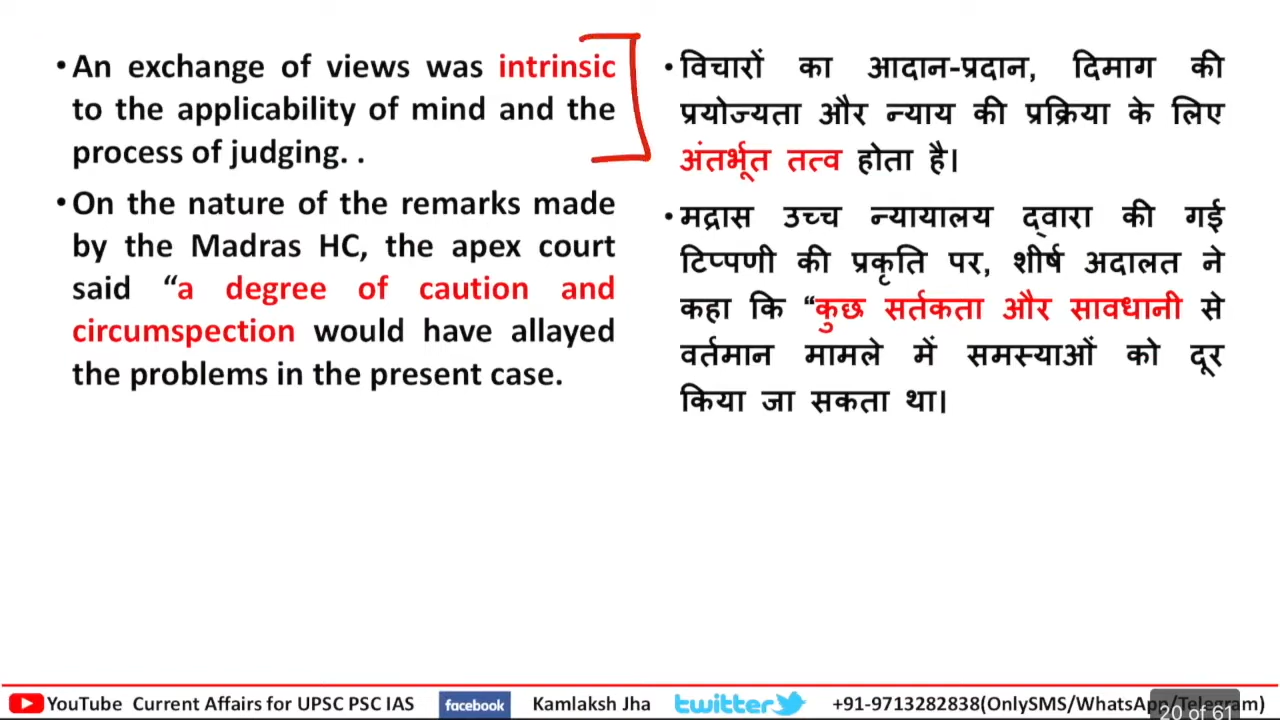 •An exchange of views was intrinsic
to the applicability of mind and the
process of judging. .
•On the nature of the remarks made
by the Madras HC, the apex court
said “a degree of caution and
circumspection would have allayed
the problems in the present case.
•विचारों का आदान-प्रदान, दिमाग की
प्रयोज्यता और न्याय की प्रक्रिया के लिए
अंतर्भूत तत्व होता है।
•मद्रास उच्च न्यायालय द्वारा की गई
टिप्पणी की प्रकृति पर, शीर्ष अदालत ने
कहा कि “कुछ सर्तकता और सावधानी से
वर्तमान मामले में समस्याओं को दूर
किया जा सकता था।
YouTube Current Affairs for UPSC PSC IAS facebook Kamlaksh Jha twitter +91-9713282838(OnlySMS/WhatsApp/Telegram)
20 of 61